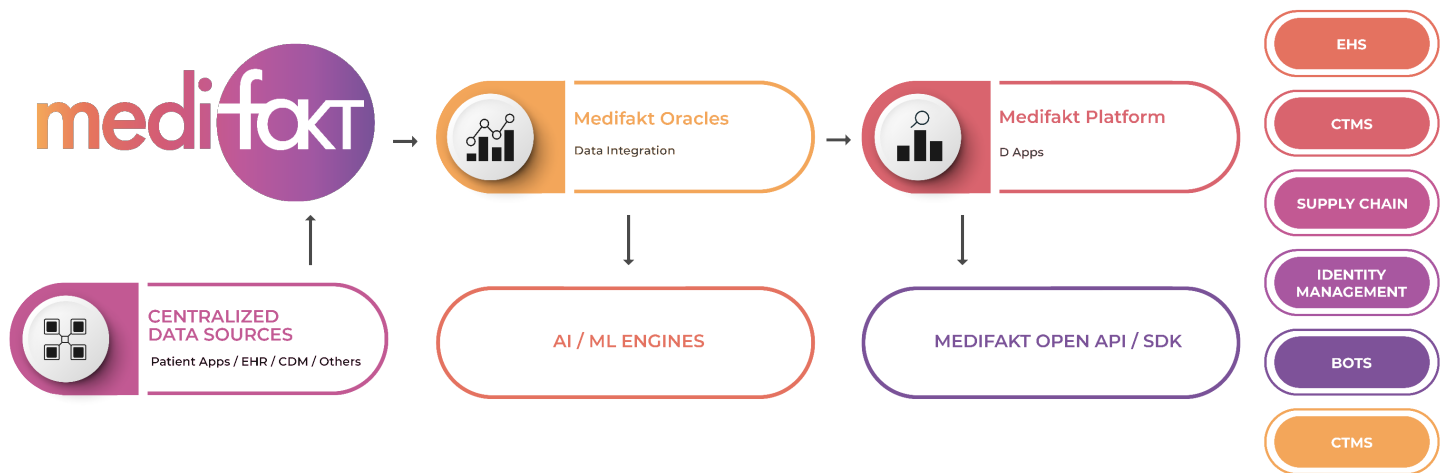 medifakt
Medifakt Oracles
Data Integration
Medifakt Platform
D Apps
CENTRALIZED
DATA SOURCES
Patient Apps / EHR / CDM / Others
AI / ML ENGINES
MEDIFAKT OPEN API / SDK
EHS
CTMS
SUPPLY CHAIN
IDENTITY
MANAGEMENT
BOTS
CTMS